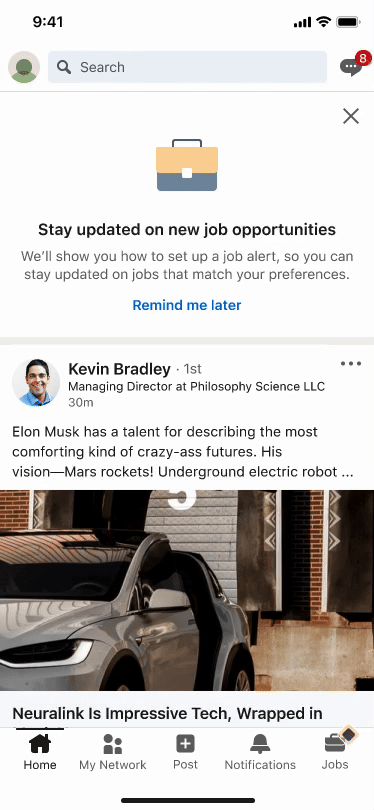 9:41
Search
8
Stay updated on new job opportunities
We’ll show you how to set up a job alert, so you can
stay updated on jobs that match your preferences.
Remind me later
Kevin Bradley · 1st
Managing Director at Philosophy Science LLC
30m
Elon Musk has a talent for describing the most
comforting kind of crazy-ass futures. His
vision—Mars rockets! Underground electric robot ...
Neuralink Is Impressive Tech, Wrapped in
Home
My Network
Post
Notifications
Jobs